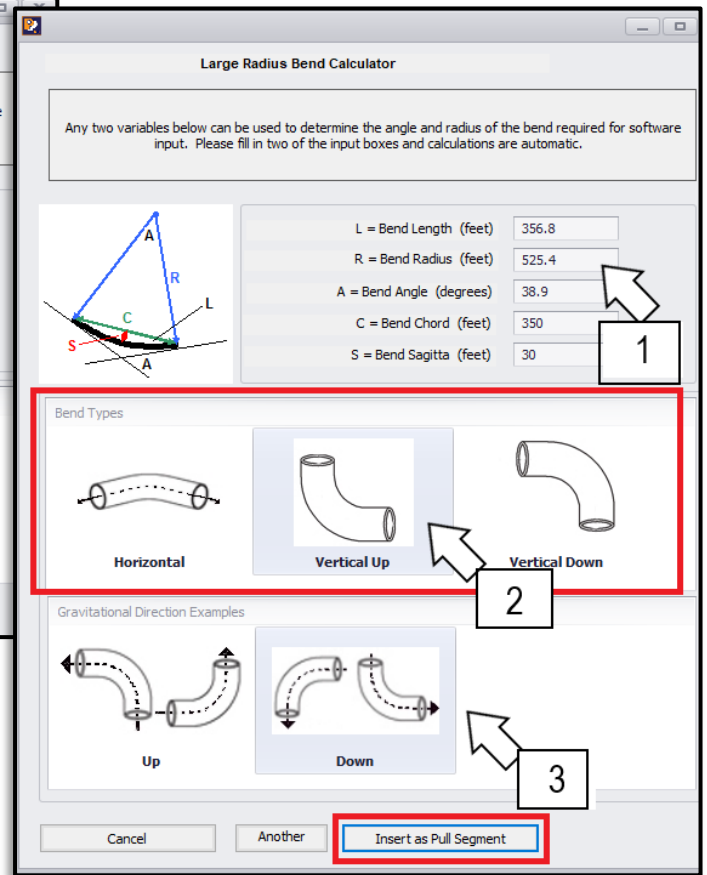 Large Radius Bend Calculator
Any two variables below can be used to determine the angle and radius of the bend required for software
input. Please fill in two of the input boxes and calculations are automatic.
A
R
L
C
S
A
L = Bend Length (feet) 356.8
R = Bend Radius (feet) 525.4
A = Bend Angle (degrees) 38.9
C = Bend Chord (feet) 350
S = Bend Sagitta (feet) 30
1
Bend Types
Horizontal Vertical Up Vertical Down
2
Gravitational Direction Examples
Up Down
3
Cancel Another Insert as Pull Segment